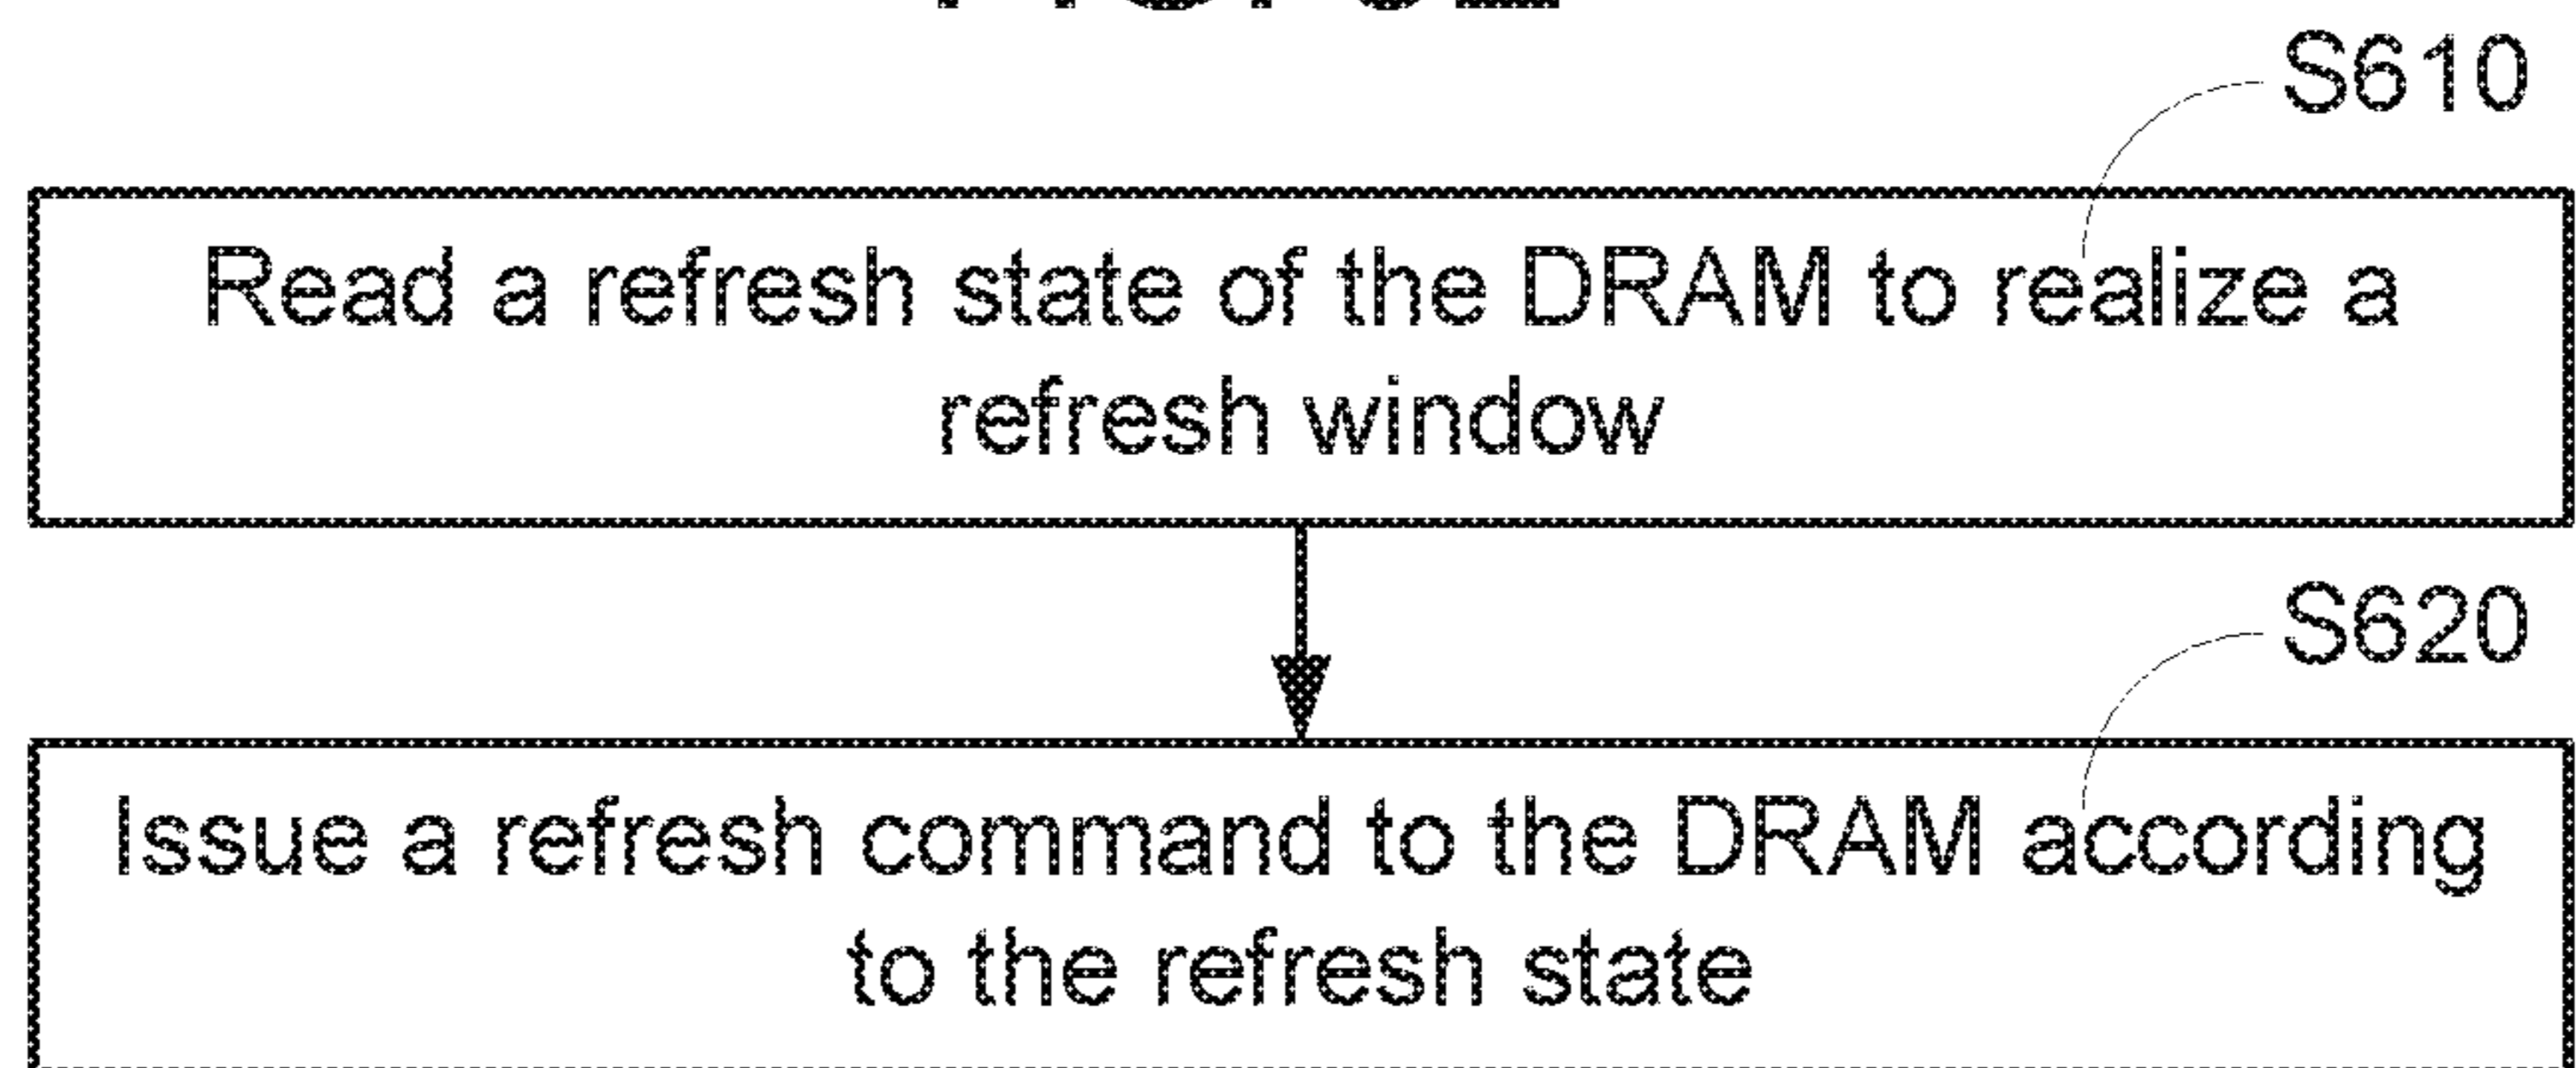 S610
Read a refresh state of the DRAM to realize a
refresh window
S620
Issue a refresh command to the DRAM according
to the refresh state